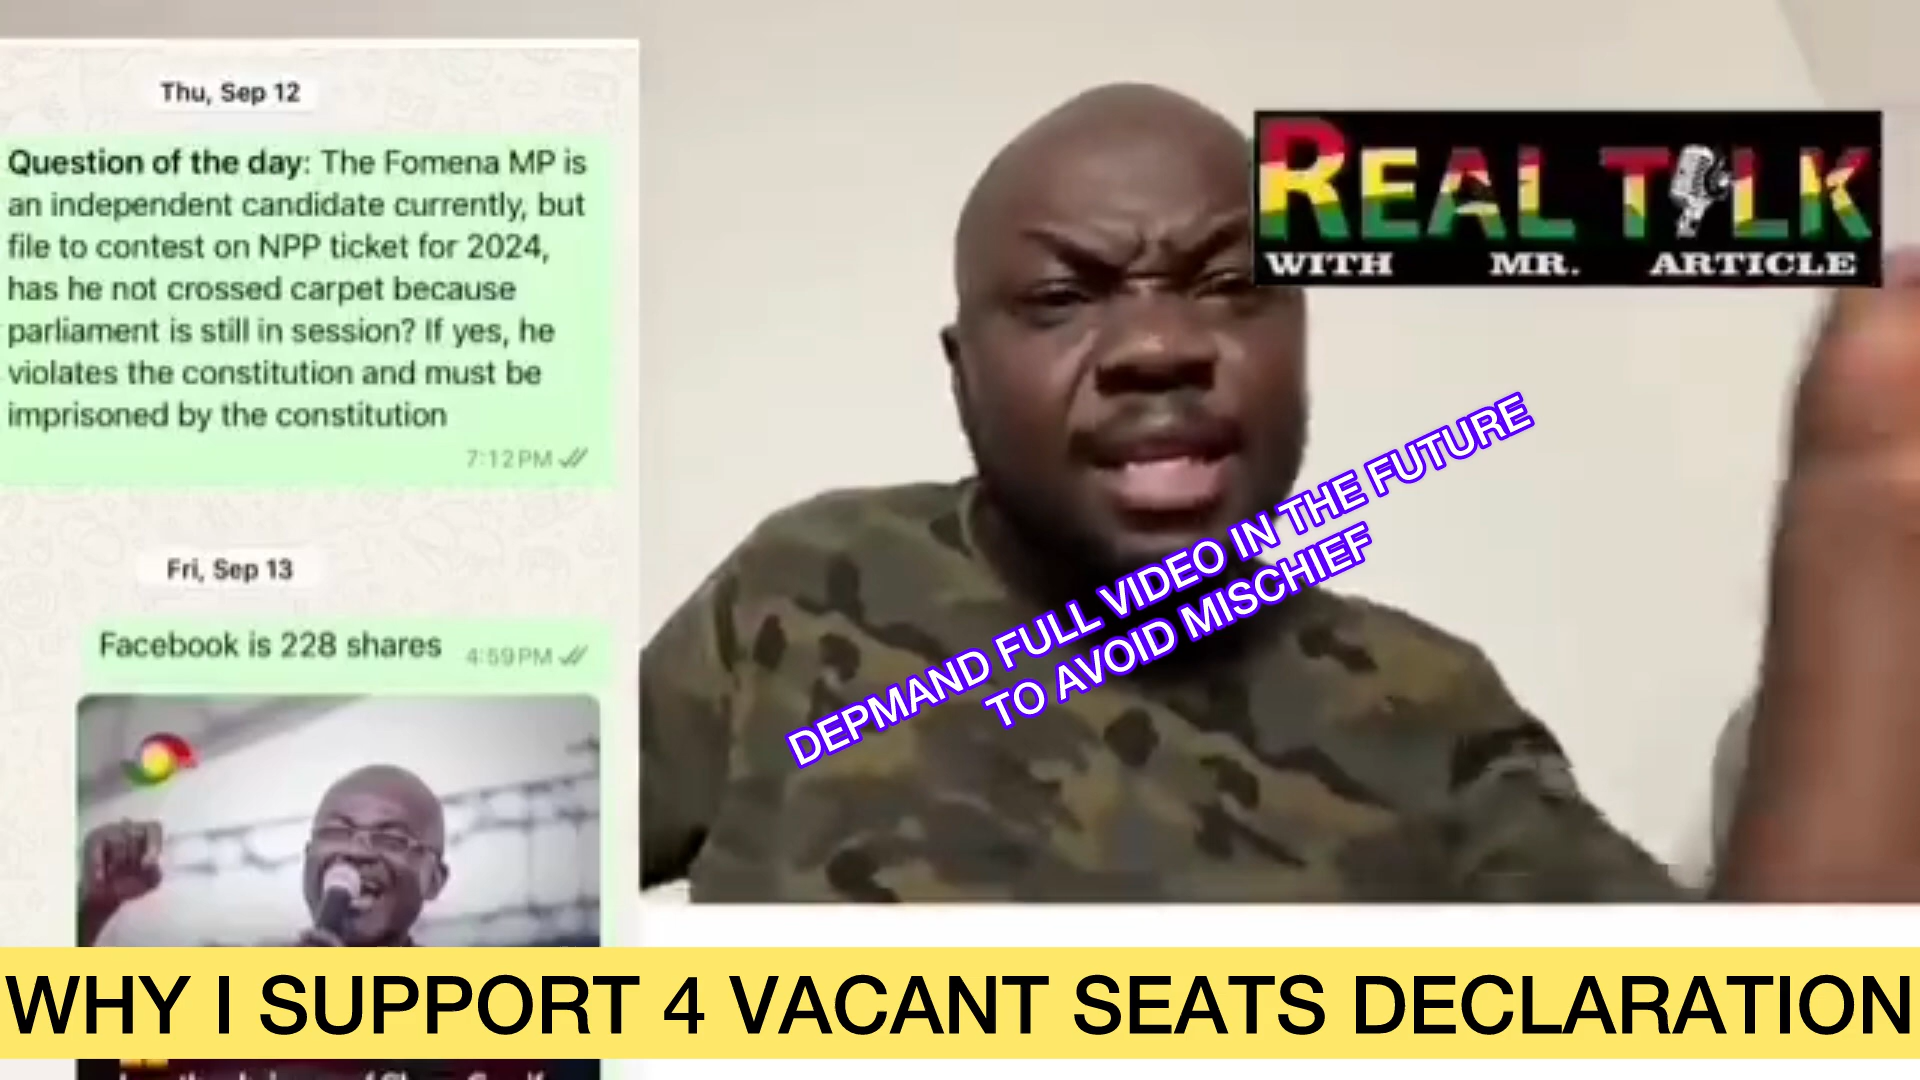 Thu, Sep 12
Question of the day: The Fomena MP is
an independent candidate currently, but
file to contest on NPP ticket for 2024,
has he not crossed carpet because
parliament is still in session? If yes, he
violates the constitution and must be
imprisoned by the constitution
7:12 PM
Fri, Sep 13
Facebook is 228 shares
4:59 PM
REAL TALK
WITH MR. ARTICLE
DEPMAND FULL VIDEO IN THE FUTURE
TO AVOID MISCHIEF
WHY I SUPPORT 4 VACANT SEATS DECLARATION